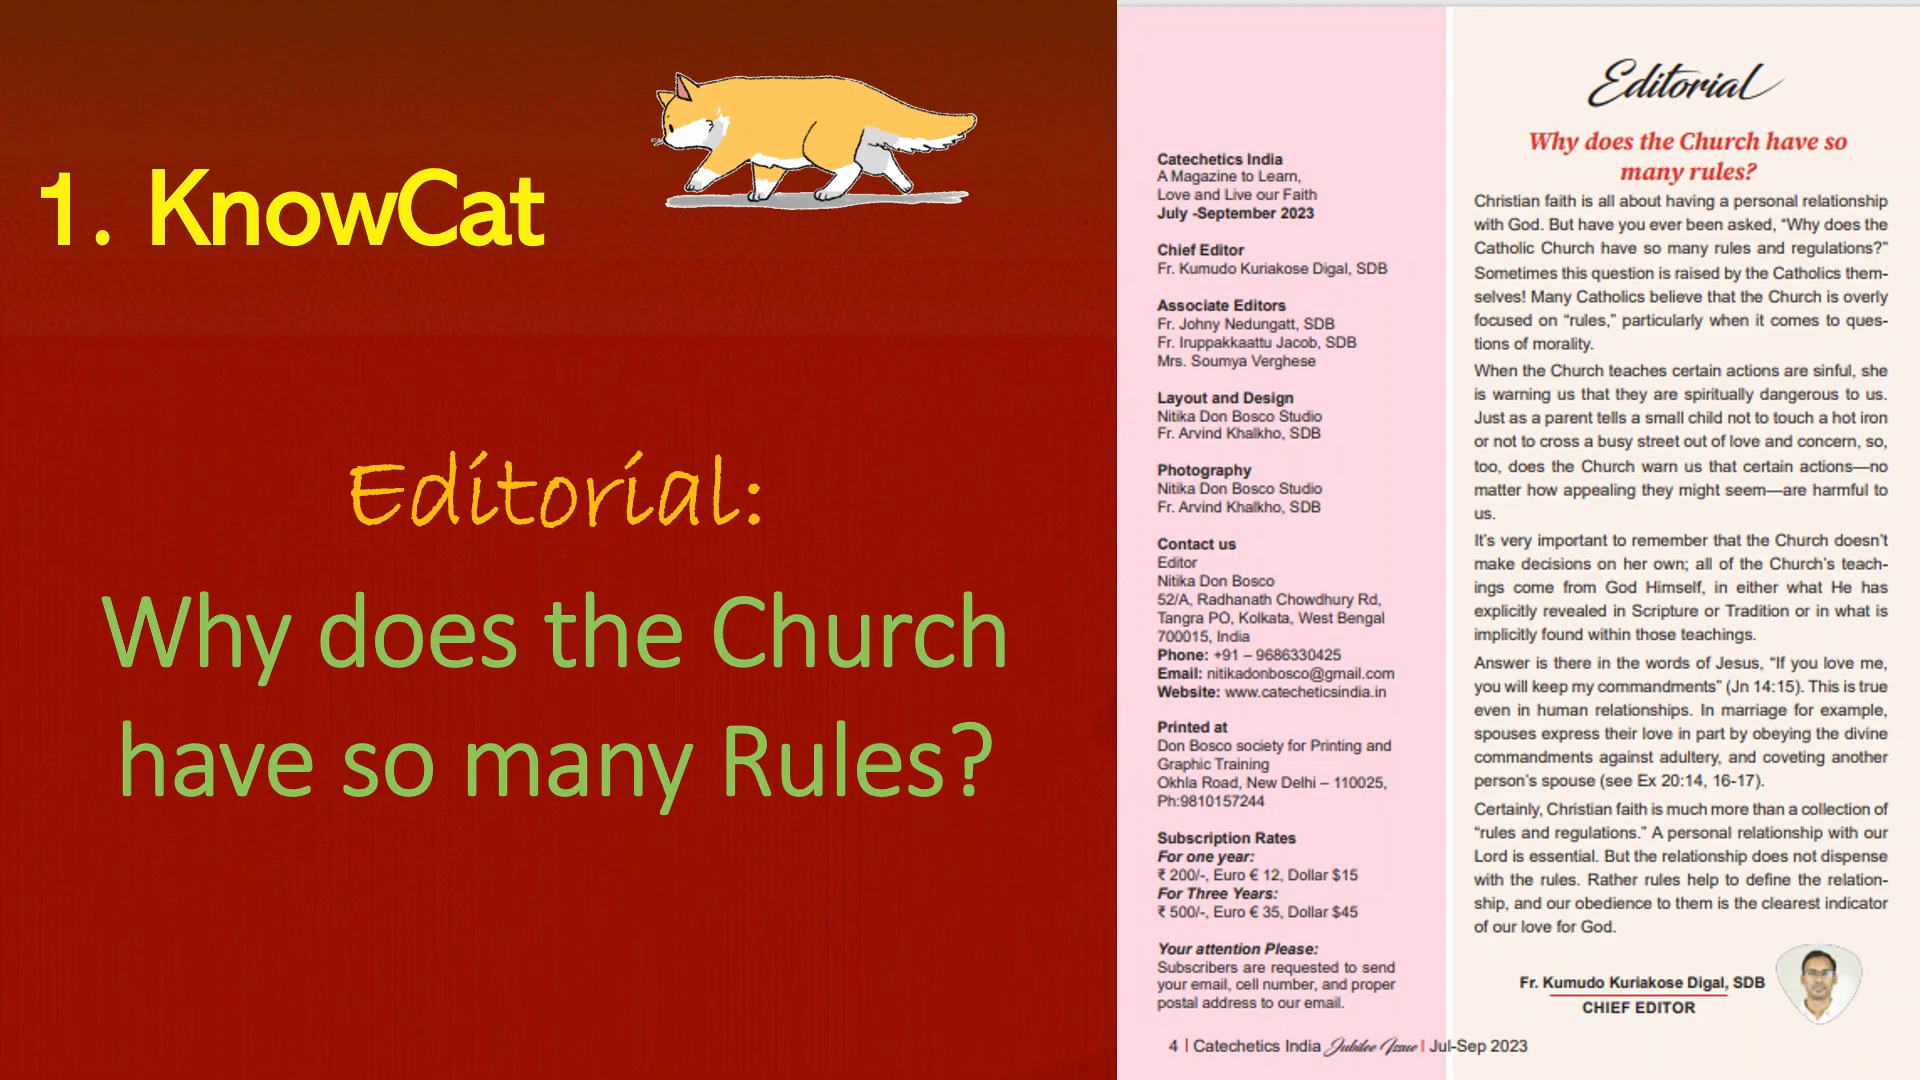 1. KnowCat
Editorial:
Why does the Church
have so many Rules?
Catechetics India
A Magazine to Learn,
Love and Live our Faith
July -September 2023
Chief Editor
Fr. Kumudo Kuriakose Digal, SDB
Associate Editors
Fr. Johny Nedungatt, SDB
Fr. Iruppakkaattu Jacob, SDB
Mrs. Soumya Verghese
Layout and Design
Nitika Don Bosco Studio
Fr. Arvind Khalkho, SDB
Photography
Nitika Don Bosco Studio
Fr. Arvind Khalkho, SDB
Contact us
Editor
Nitika Don Bosco
52/A, Radhanath Chowdhury Rd,
Tangra PO, Kolkata, West Bengal
700015, India
Phone: +91 – 9686330425
Email: nitikadonbosco@gmail.com
Website: www.catecheticsindia.in
Printed at
Don Bosco society for Printing and
Graphic Training
Okhla Road, New Delhi – 110025,
Ph:9810157244
Subscription Rates
For one year:
₹ 200/-, Euro € 12, Dollar $15
For Three Years:
₹ 500/-, Euro € 35, Dollar $45
Your attention Please:
Subscribers are requested to send
your email, cell number, and proper
postal address to our email.
Editorial
Why does the Church have so
many rules?
Christian faith is all about having a personal relationship
with God. But have you ever been asked, “Why does the
Catholic Church have so many rules and regulations?”
Sometimes this question is raised by the Catholics them-
selves! Many Catholics believe that the Church is overly
focused on “rules,” particularly when it comes to ques-
tions of morality.
When the Church teaches certain actions are sinful, she
is warning us that they are spiritually dangerous to us.
Just as a parent tells a small child not to touch a hot iron
or not to cross a busy street out of love and concern, so,
too, does the Church warn us that certain actions—no
matter how appealing they might seem—are harmful to
us.
It’s very important to remember that the Church doesn’t
make decisions on her own; all of the Church’s teach-
ings come from God Himself, in either what He has
explicitly revealed in Scripture or Tradition or in what is
implicitly found within those teachings.
Answer is there in the words of Jesus, “If you love me,
you will keep my commandments” (Jn 14:15). This is true
even in human relationships. In marriage for example,
spouses express their love in part by obeying the divine
commandments against adultery, and coveting another
person’s spouse (see Ex 20:14, 16-17).
Certainly, Christian faith is much more than a collection of
“rules and regulations.” A personal relationship with our
Lord is essential. But the relationship does not dispense
with the rules. Rather rules help to define the relation-
ship, and our obedience to them is the clearest indicator
of our love for God.
Fr. Kumudo Kuriakose Digal, SDB
CHIEF EDITOR
4 | Catechetics India Jubilee Issue | Jul-Sep 2023